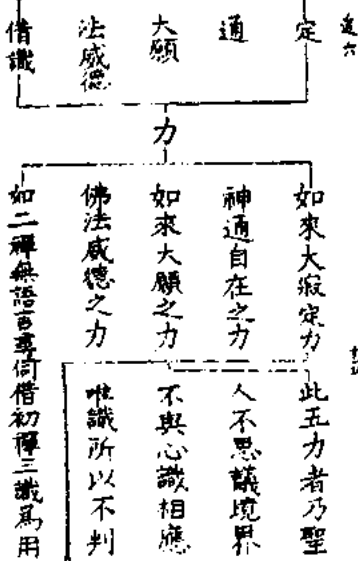 定
通
大願
法威德
借識
力
如來大寂定力
神通自在之力
如來大願之力
佛法威德之力
如二禪無語言尋伺借初禪三識爲用
此五力者乃聖
人不思議境界
不與心識相應
唯識所以不判